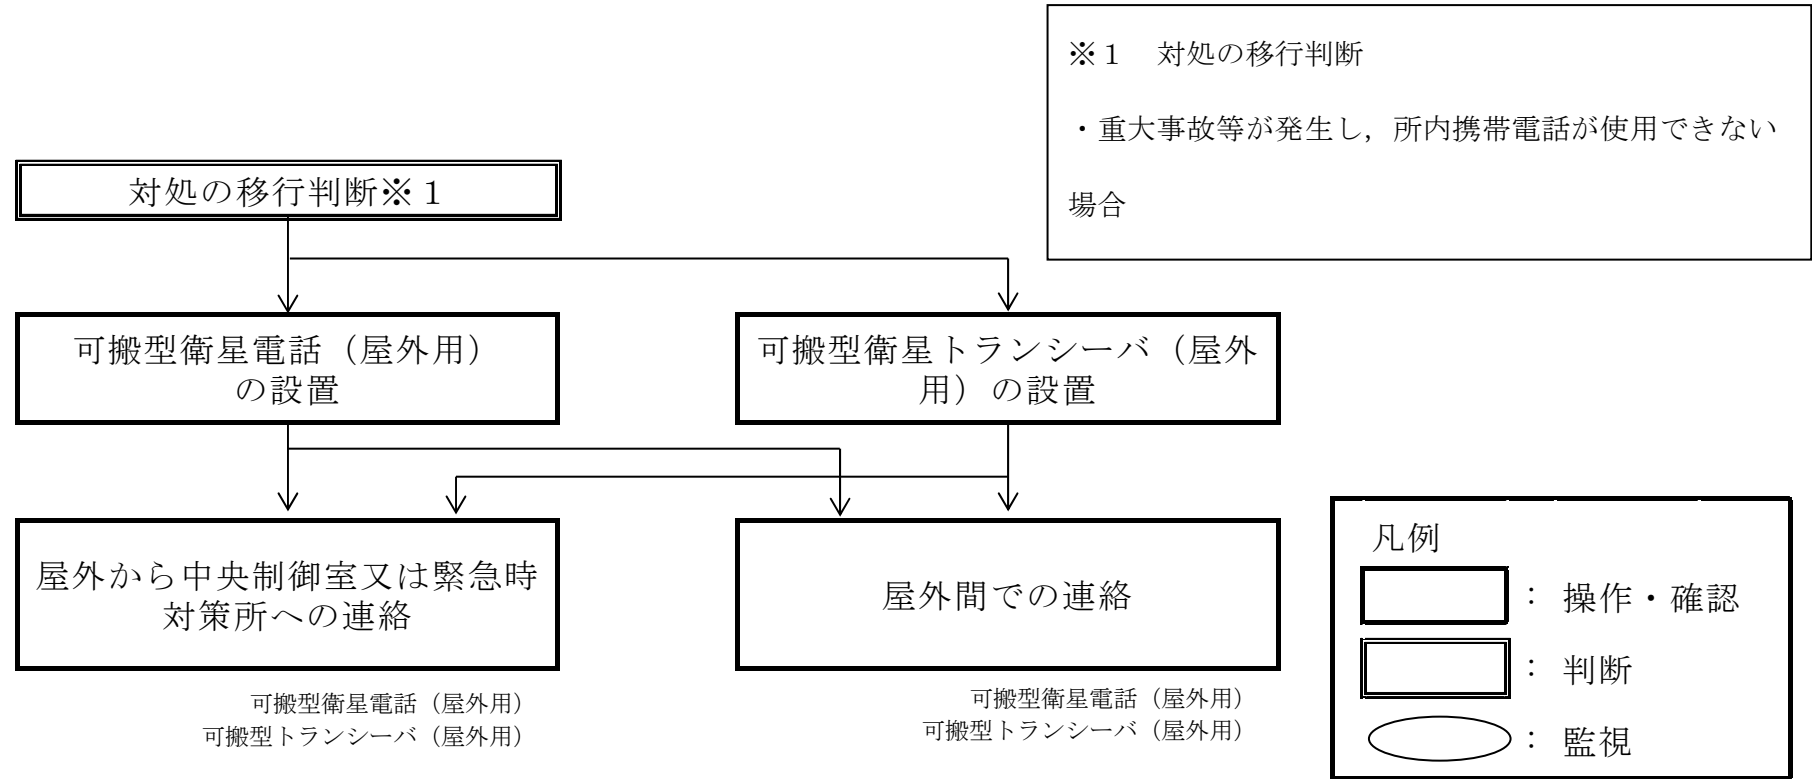 ※１　対処の移行判断
・重大事故等が発生し，所内携帯電話が使用できない
場合
対処の移行判断※１
可搬型衛星電話（屋外用）
の設置
可搬型衛星トランシーバ（屋外
用）の設置
屋外から中央制御室又は緊急時
対策所への連絡
屋外間での連絡
可搬型衛星電話（屋外用）
可搬型トランシーバ（屋外用）
可搬型衛星電話（屋外用）
可搬型トランシーバ（屋外用）
凡例
： 操作・確認
： 判断
： 監視